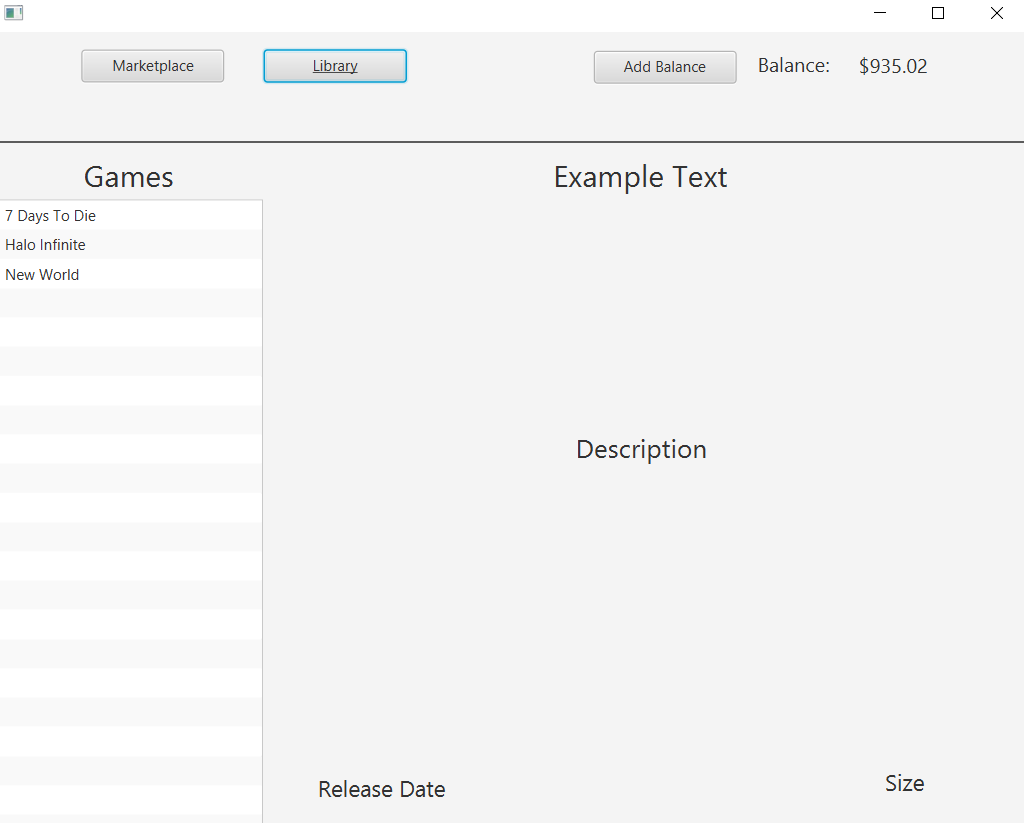 Marketplace Library Add Balance Balance: $935.02
Games
Example Text
7 Days To Die
Halo Infinite
New World
Description
Release Date
Size